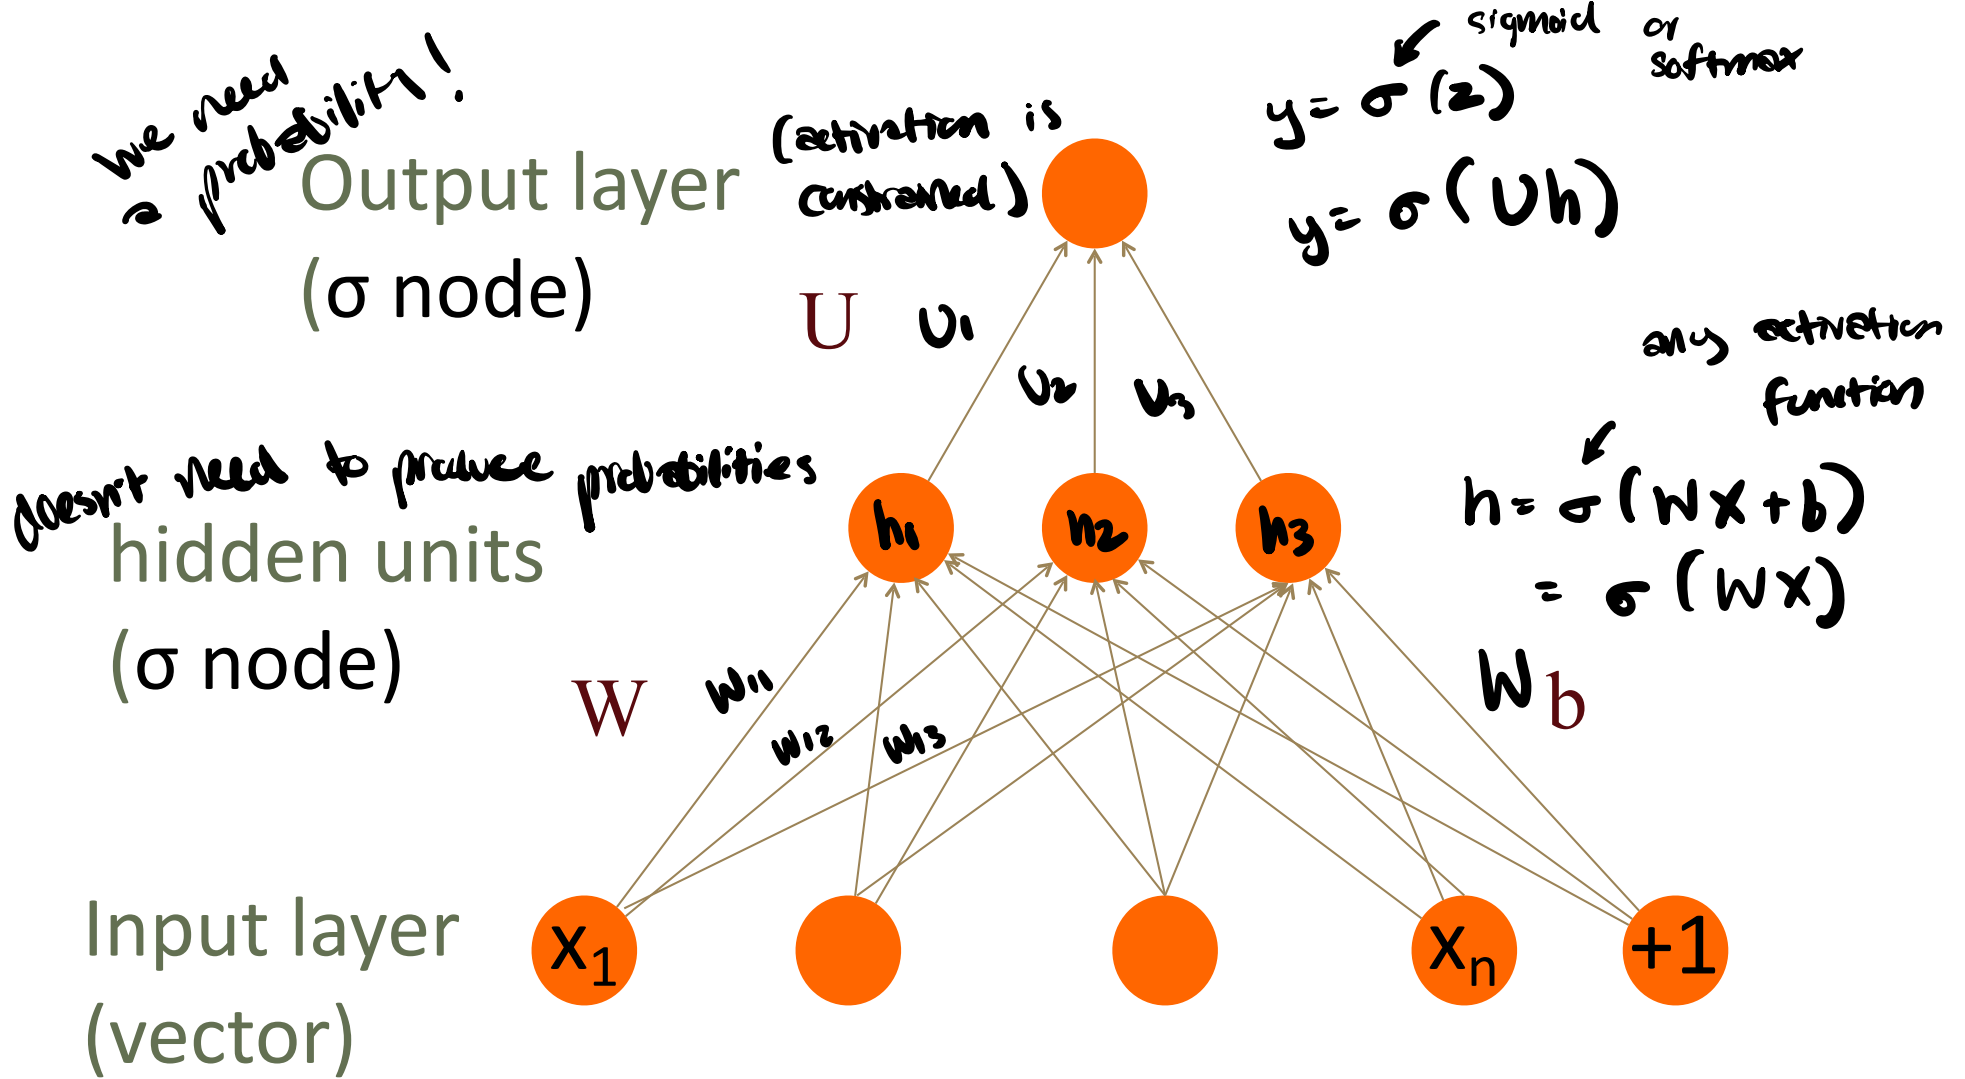 sigmoid or
softmax
we need
a probability!
(activation is
constrained)
y = σ(z)
Output layer
y = σ(Uh)
(σ node)
U U1
U2 U3
any activation
function
doesn't need to produce probabilities
h1 h2 h3
h = σ(WX+b)
hidden units
= σ(WX)
(σ node)
W W11
W12 W13
W b
Input layer
x1 xn +1
(vector)